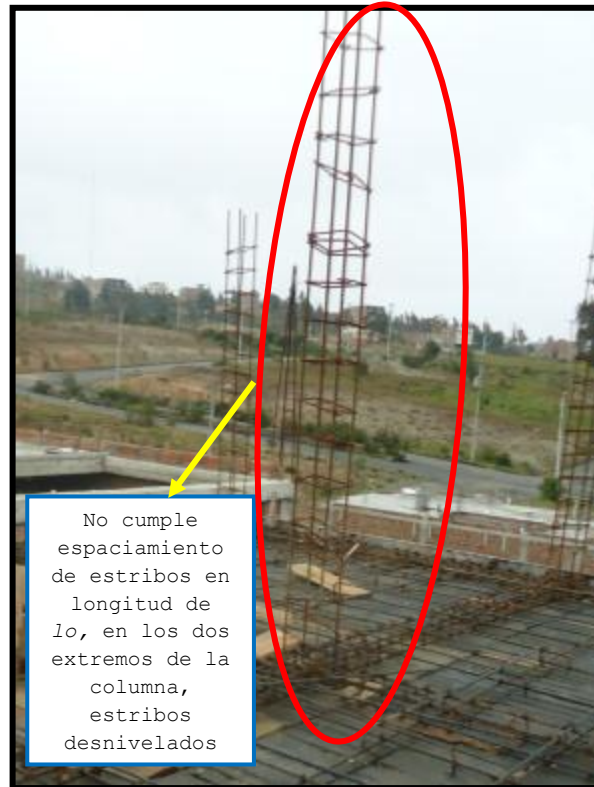 No cumple
espaciamiento
de estribos en
longitud de
lo, en los dos
extremos de la
columna,
estribos
desnivelados